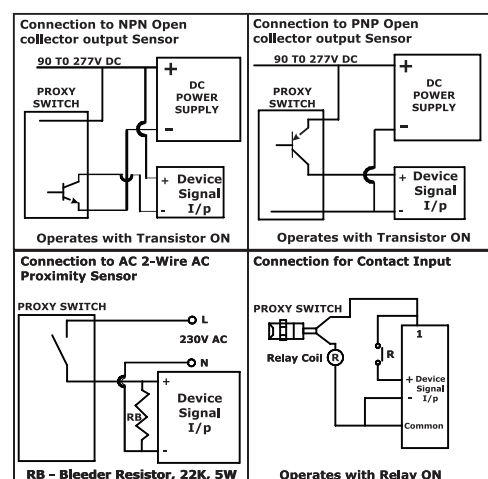 Connection to NPN Open
collector output Sensor
90 T0 277V DC
PROXY
SWITCH
+
DC
POWER
SUPPLY
-
+ Device
Signal
- I/p
Operates with Transistor ON
Connection to PNP Open
collector output Sensor
90 T0 277V DC
PROXY
SWITCH
+
DC
POWER
SUPPLY
-
+ Device
Signal
- I/p
Operates with Transistor ON
Connection to AC 2-Wire AC
Proximity Sensor
PROXY SWITCH
L
230V AC
N
+
Device
Signal
I/p
-
RB
RB - Bleeder Resistor, 22K, 5W
Connection for Contact Input
PROXY SWITCH
1
Relay Coil R
R
+ Device
Signal
- I/p
Common
Operates with Relay ON